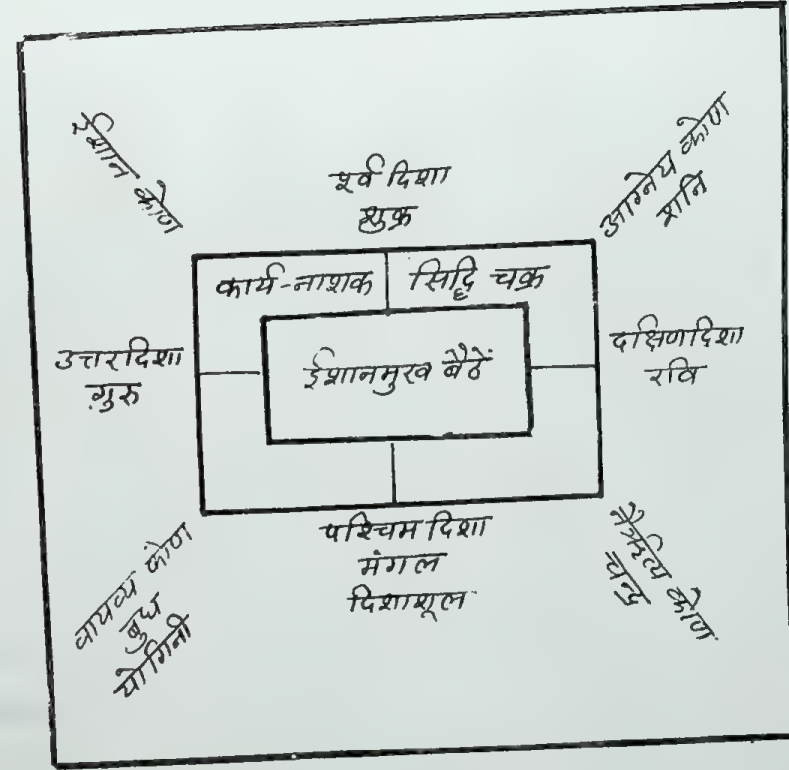 ईशान कोण
पूर्व दिशा
शुक्र
आग्नेय कोण
शनि
कार्य-नाशक
सिद्धि चक्र
उत्तरदिशा
गुरु
ईशानमुख बैठें
दक्षिणदिशा
रवि
वायव्य कोण
बुध
योगिनी
पश्चिम दिशा
मंगल
दिशाशूल
नैर्ऋत्य कोण
चन्द्र